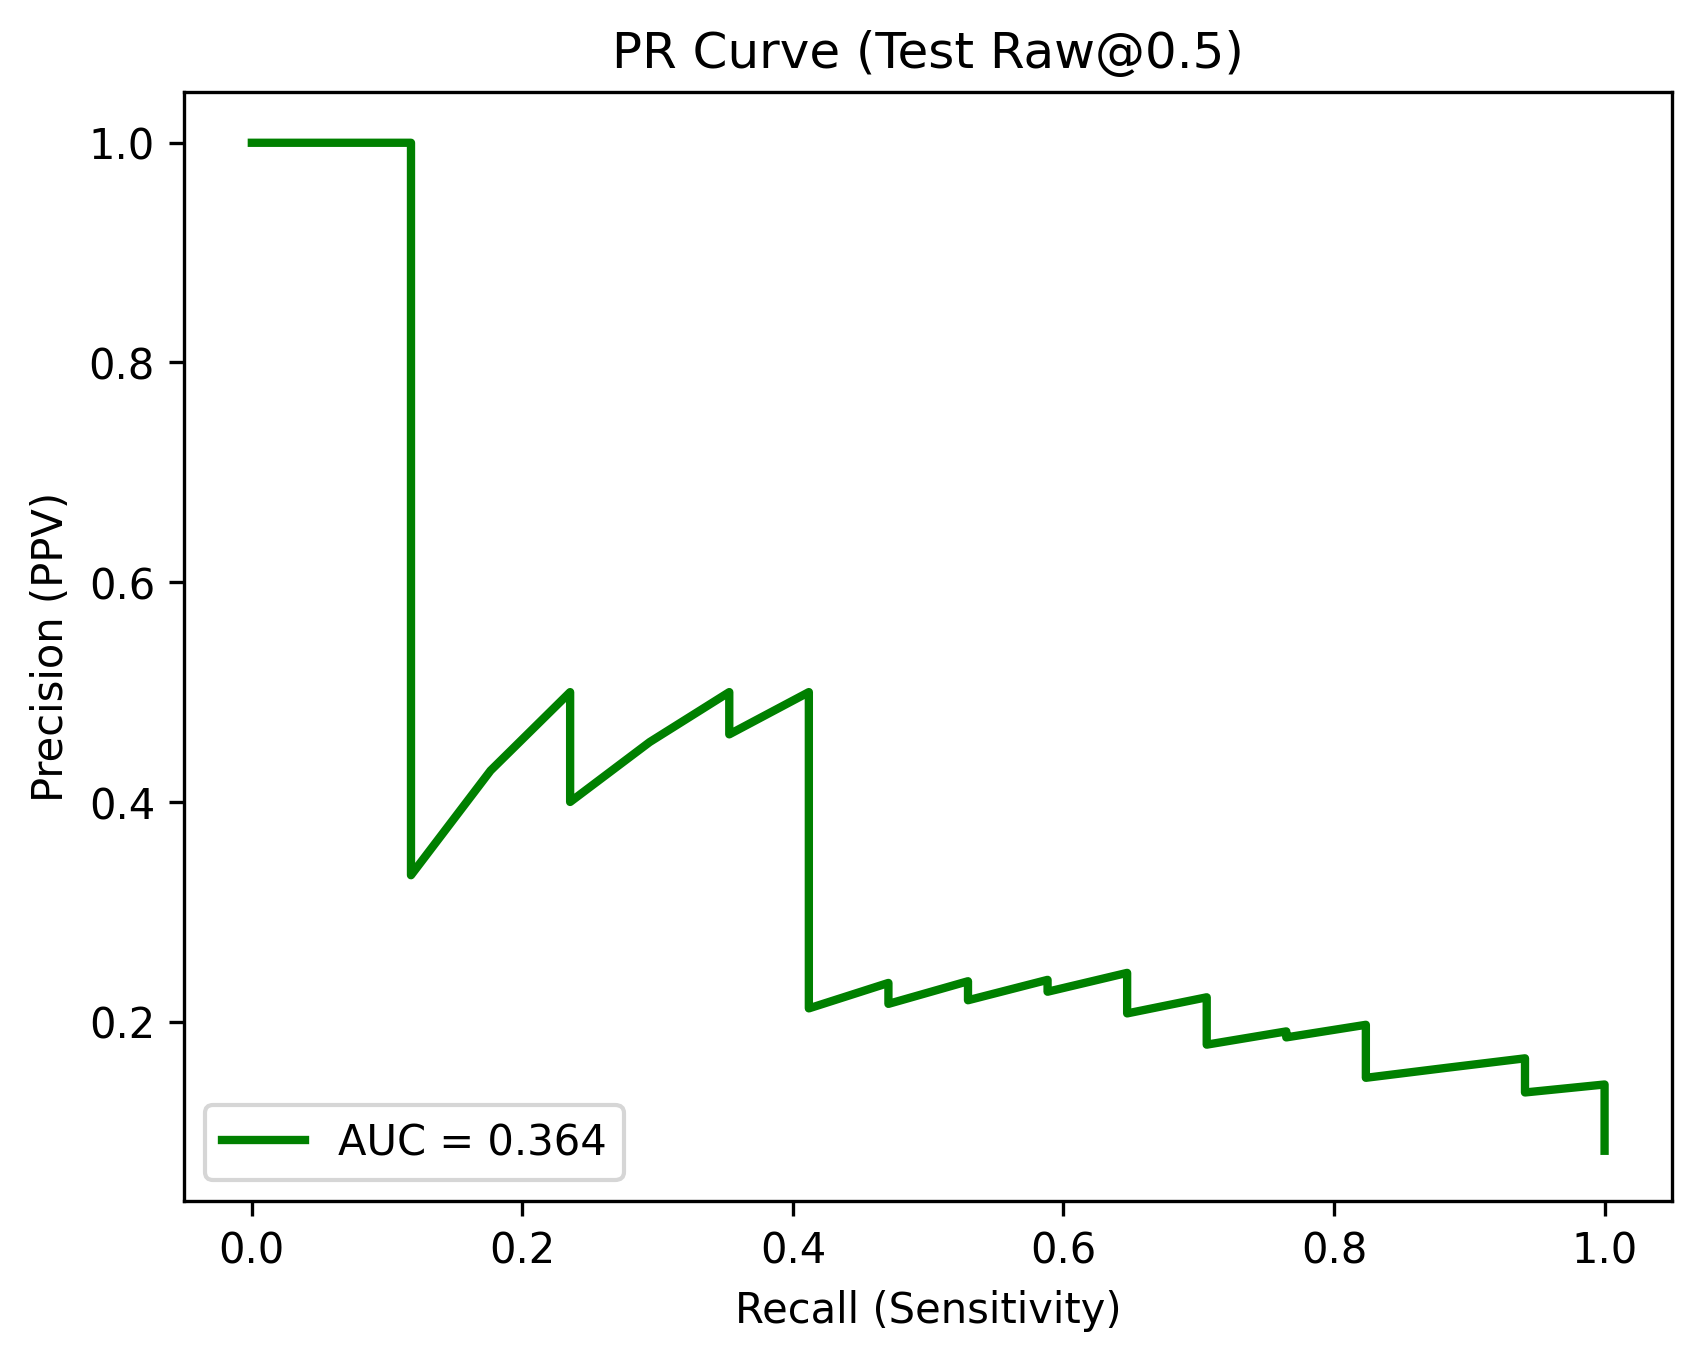 PR Curve (Test Raw@0.5)
Precision (PPV)
1.0
0.8
0.6
0.4
0.2
AUC = 0.364
0.0 0.2 0.4 0.6 0.8 1.0
Recall (Sensitivity)